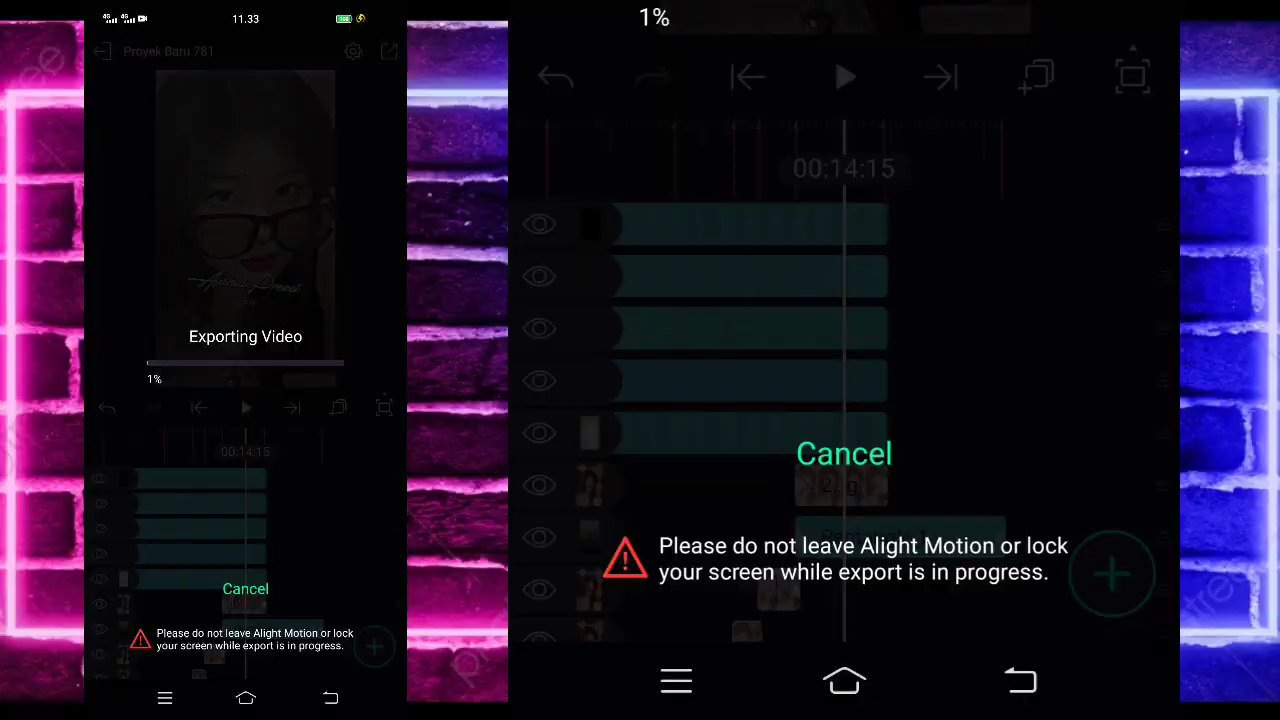 11.33
Proyek Baru 781
Exporting Video
1%
00:14:15
Cancel
Please do not leave Alight Motion or lock
your screen while export is in progress.
1%
00:14:15
Cancel
Please do not leave Alight Motion or lock
your screen while export is in progress.